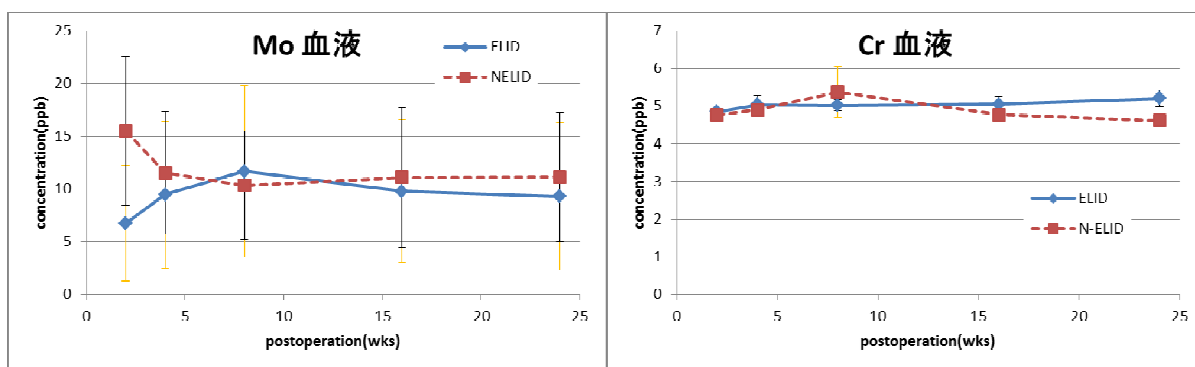 Mo 血液
ELID
NELID
concentration(ppb)
25
20
15
10
5
0
0 5 10 15 20 25
postoperation(wks)
Cr 血液
ELID
N-ELID
concentration(ppb)
7
6
5
4
3
2
1
0
0 5 10 15 20 25
postoperation(wks)